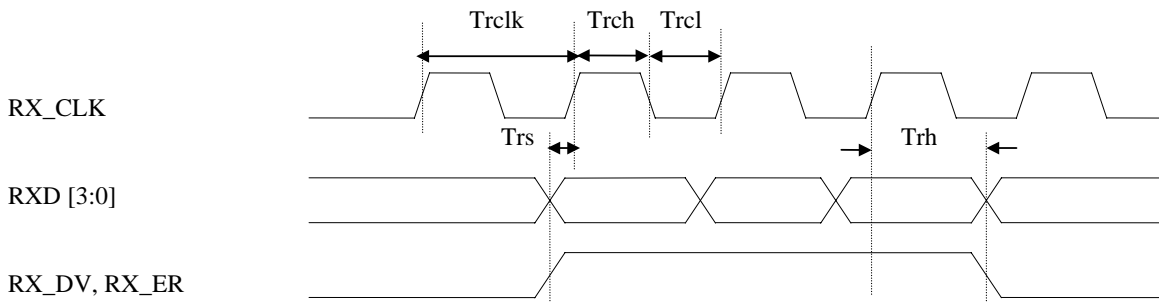 Trclk Trch Trcl
RX_CLK
Trs Trh
RXD [3:0]
RX_DV, RX_ER